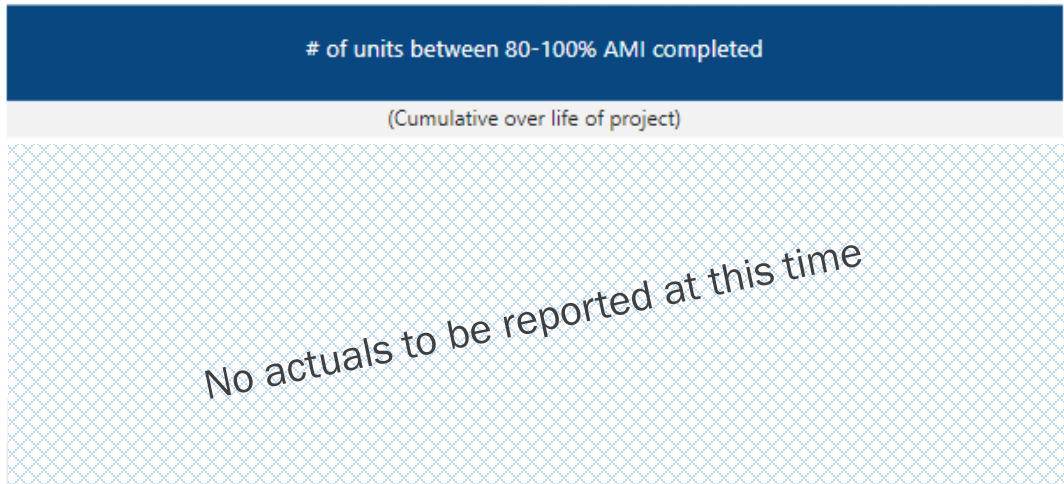 # of units between 80-100% AMI completed
(Cumulative over life of project)
No actuals to be reported at this time